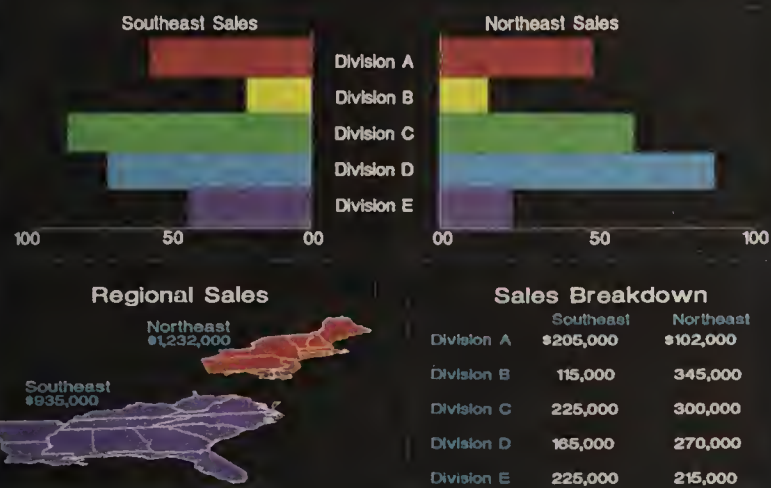 Southeast Sales
Northeast Sales
Division A
Division B
Division C
Division D
Division E
100 50 00
00 50 100
Regional Sales
Northeast
$1,232,000
Southeast
$935,000
Sales Breakdown
Southeast Northeast
Division A $205,000 $102,000
Division B 115,000 345,000
Division C 225,000 300,000
Division D 165,000 270,000
Division E 225,000 215,000